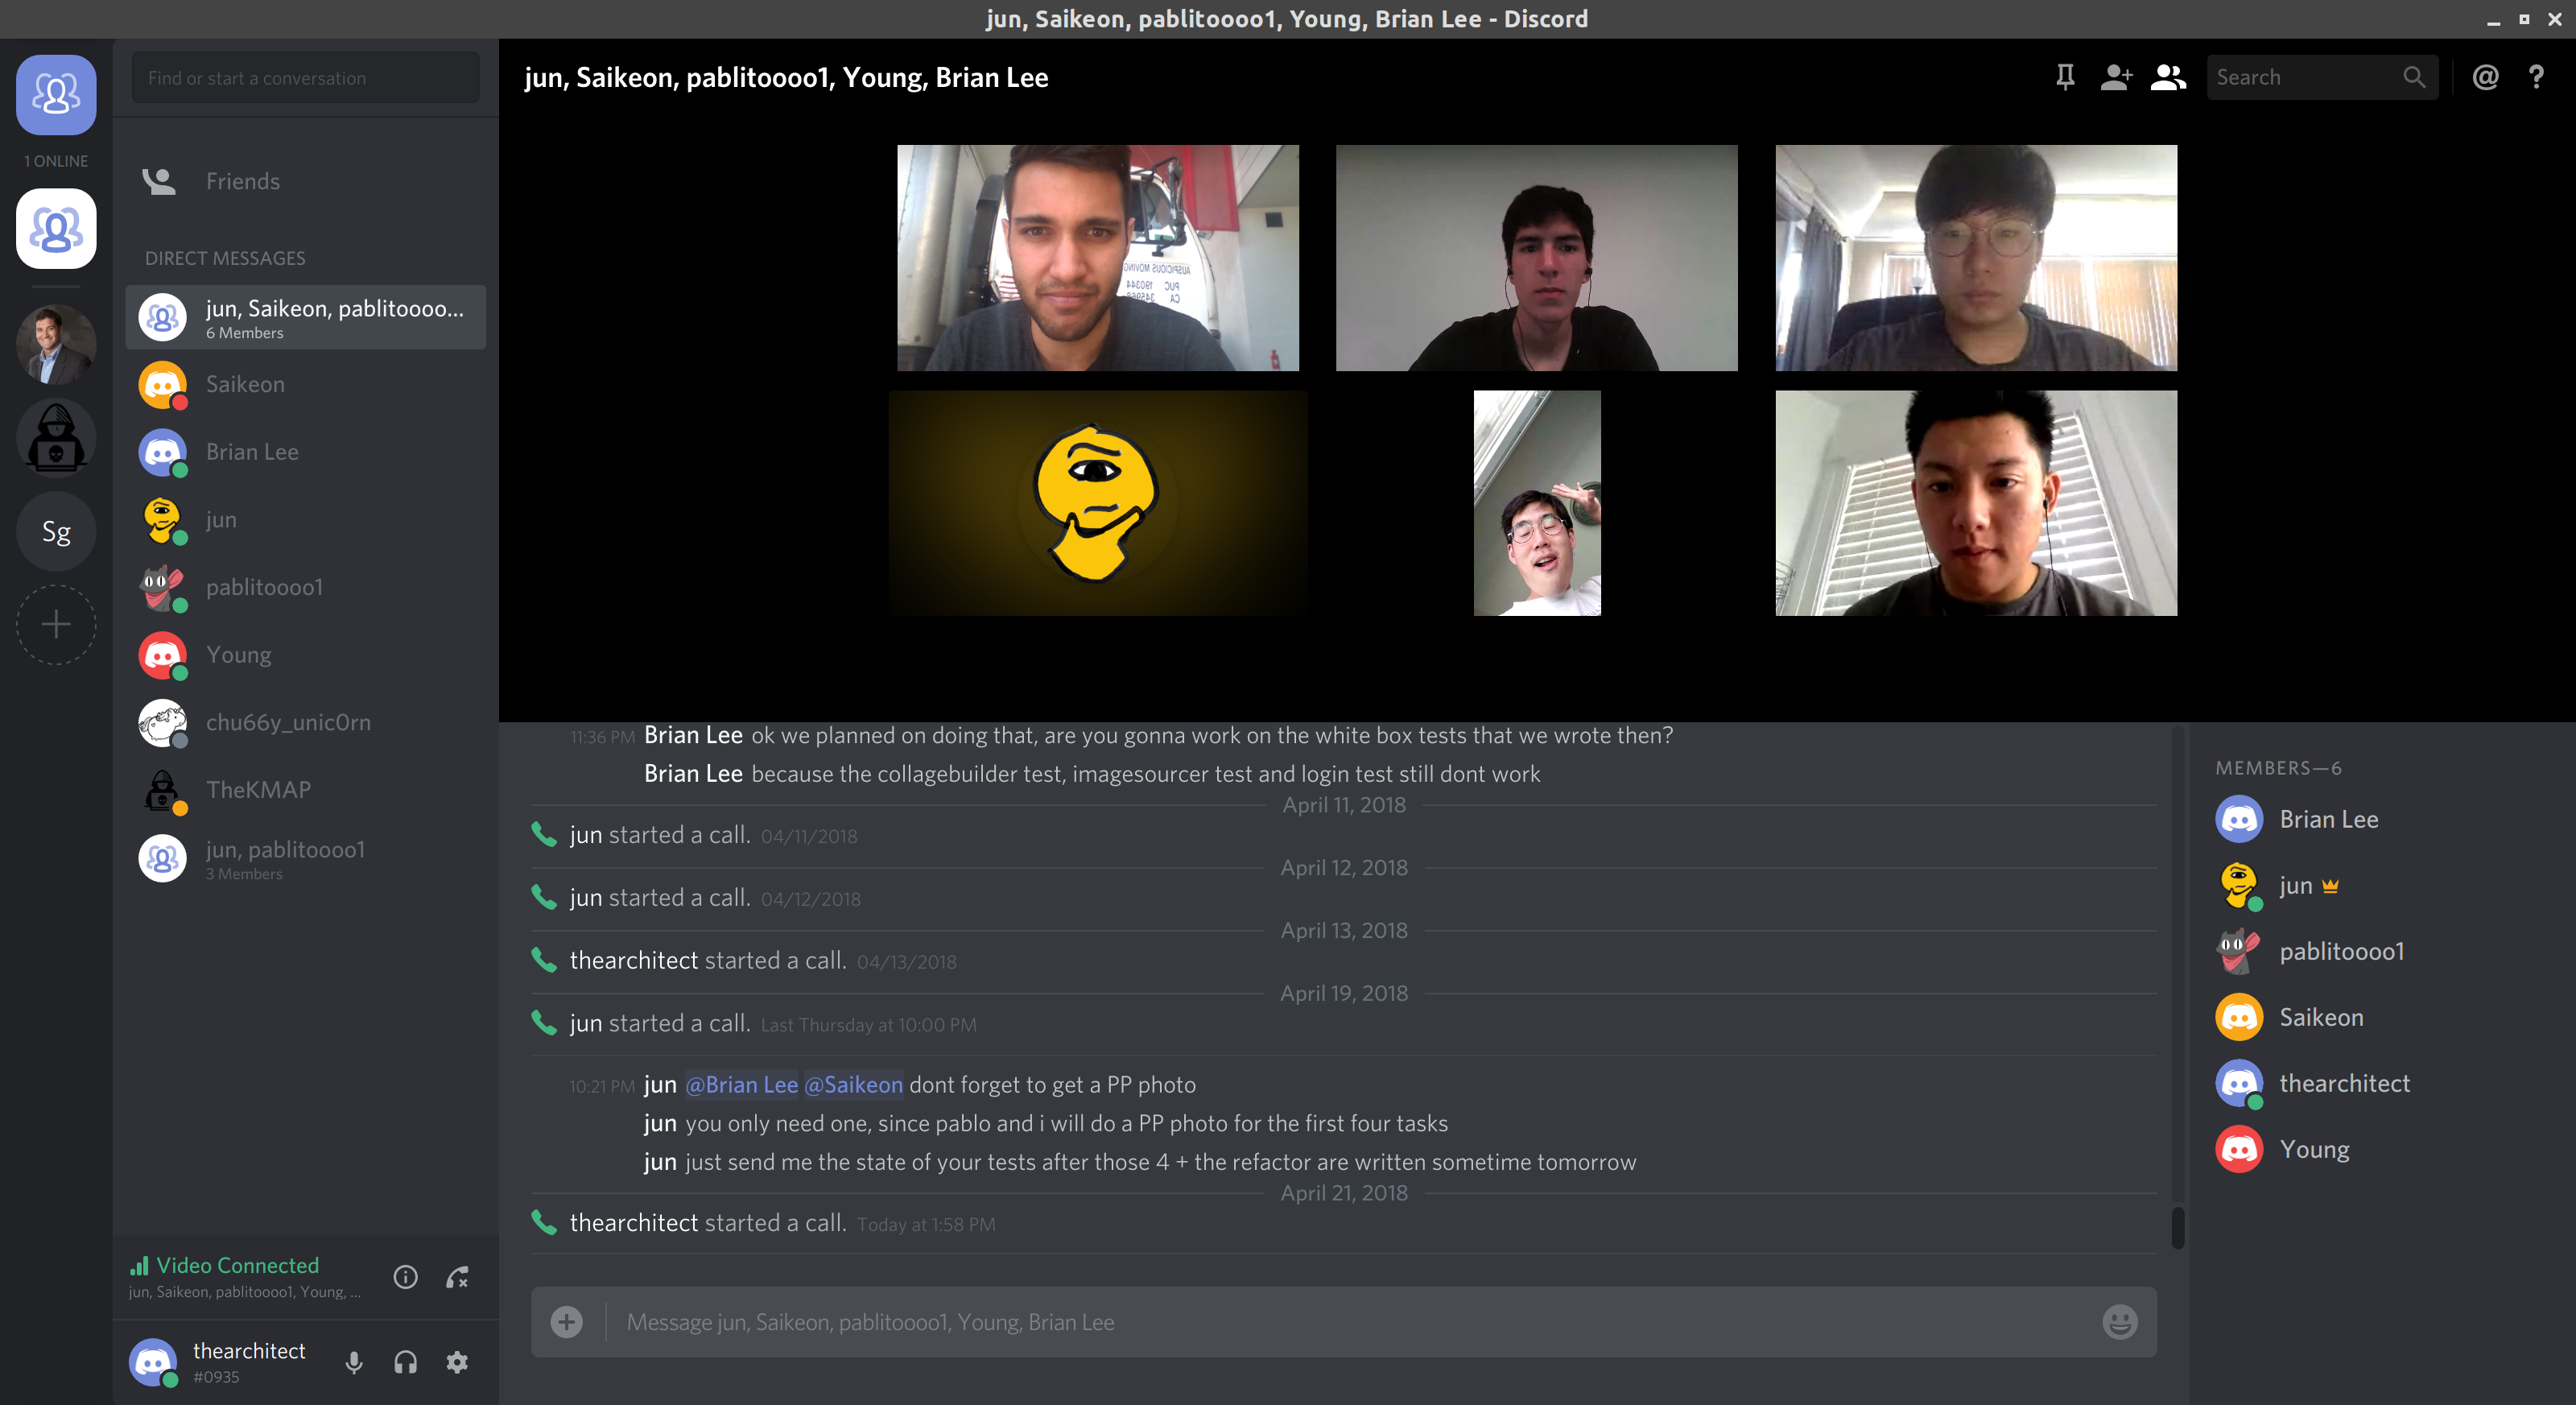 jun, Saikeon, pablitoooo1, Young, Brian Lee - Discord
1 ONLINE
Sg
Find or start a conversation
Friends
DIRECT MESSAGES
jun, Saikeon, pablitoooo...
6 Members
Saikeon
Brian Lee
jun
pablitoooo1
Young
chu66y_unic0rn
TheKMAP
jun, pablitoooo1
3 Members
Video Connected
jun, Saikeon, pablitoooo1, Young, ...
thearchitect
#0935
jun, Saikeon, pablitoooo1, Young, Brian Lee
Search
@ ?
AUSPICIOUS MOVING
PUC 190344
CA
11:36 PM Brian Lee ok we planned on doing that, are you gonna work on the white box tests that we wrote then?
Brian Lee because the collagebuilder test, imagesourcer test and login test still dont work
April 11, 2018
jun started a call. 04/11/2018
April 12, 2018
jun started a call. 04/12/2018
April 13, 2018
thearchitect started a call. 04/13/2018
April 19, 2018
jun started a call. Last Thursday at 10:00 PM
10:21 PM jun @Brian Lee @Saikeon dont forget to get a PP photo
jun you only need one, since pablo and i will do a PP photo for the first four tasks
jun just send me the state of your tests after those 4 + the refactor are written sometime tomorrow
April 21, 2018
thearchitect started a call. Today at 1:58 PM
Message jun, Saikeon, pablitoooo1, Young, Brian Lee
MEMBERS—6
Brian Lee
jun
pablitoooo1
Saikeon
thearchitect
Young